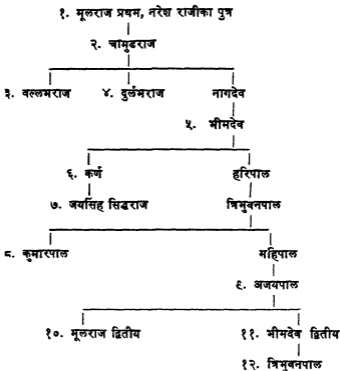 १. मूलराज प्रथम, नरेश राजीका पुत्र
२. चामुडराज
३. वल्लभराज ४. दुर्लभराज नागदेव
५. भीमदेव
६. कर्ण हरिपाल
७. जयसिंह सिद्धराज त्रिभुवनपाल
८. कुमारपाल महिपाल
९. अजयपाल
१०. मूलराज द्वितीय ११. भीमदेव द्वितीय
१२. त्रिभुवनपाल